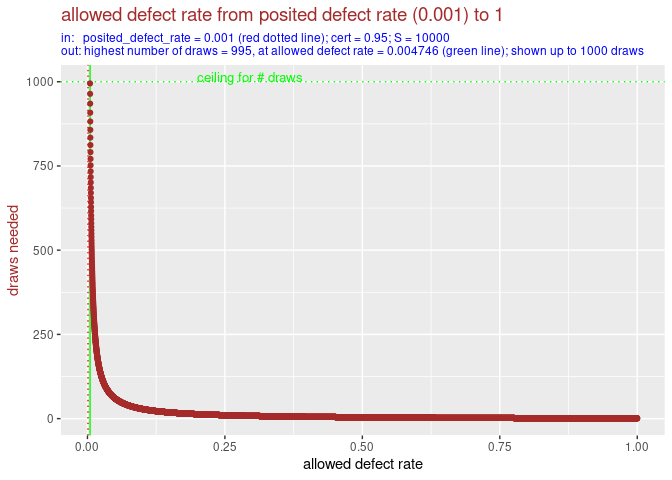 allowed defect rate from posited defect rate (0.001) to 1
in:   posited_defect_rate = 0.001 (red dotted line); cert = 0.95; S = 10000
out: highest number of draws = 995, at allowed defect rate = 0.004746 (green line); shown up to 1000 draws
ceiling for # draws
1000
750
500
250
0
draws needed
0.00 0.25 0.50 0.75 1.00
allowed defect rate